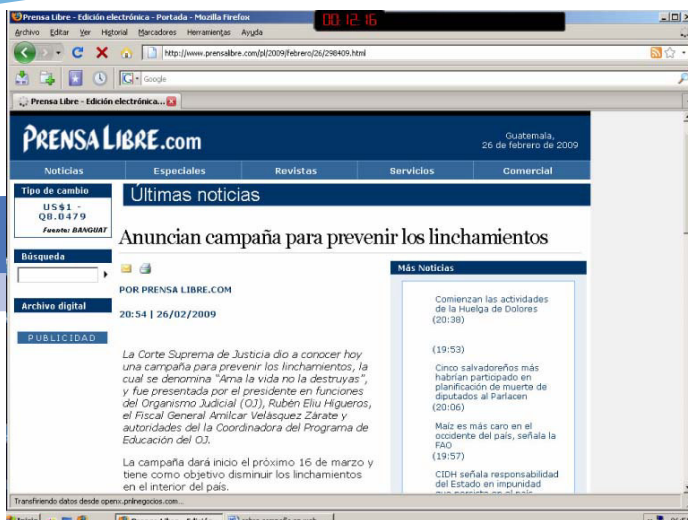 Prensa Libre - Edición electrónica - Portada - Mozilla Firefox
00:12:16
Archivo Editar Ver Historial Marcadores Herramientas Ayuda
http://www.prensalibre.com/pl/2009/febrero/26/298409.html
Google
Prensa Libre - Edición electrónica...
PRENSA LIBRE.com
Guatemala,
26 de febrero de 2009
Noticias Especiales Revistas Servicios Comercial
Tipo de cambio
US$1 -
Q8.0479
Fuente: BANGUAT
Búsqueda
Archivo digital
PUBLICIDAD
Últimas noticias
Anuncian campaña para prevenir los linchamientos
POR PRENSA LIBRE.COM
20:54 | 26/02/2009
La Corte Suprema de Justicia dio a conocer hoy
una campaña para prevenir los linchamientos, la
cual se denomina "Ama la vida no la destruyas",
y fue presentada por el presidente en funciones
del Organismo Judicial (OJ), Rubén Eliu Higueros,
el Fiscal General Amílcar Velásquez Zárate y
autoridades del la Coordinadora del Programa de
Educación del OJ.
La campaña dará inicio el próximo 16 de marzo y
tiene como objetivo disminuir los linchamientos
en el interior del país.
Más Noticias
Comienzan las actividades
de la Huelga de Dolores
(20:38)
(19:53)
Cinco salvadoreños más
habrían participado en
planificación de muerte de
diputados al Parlacen
(20:06)
Maíz es más caro en el
occidente del país, señala la
FAO
(19:57)
CIDH señala responsabilidad
del Estado en impunidad
que persiste en el país
Transfiriendo datos desde openx.prlnegocios.com...